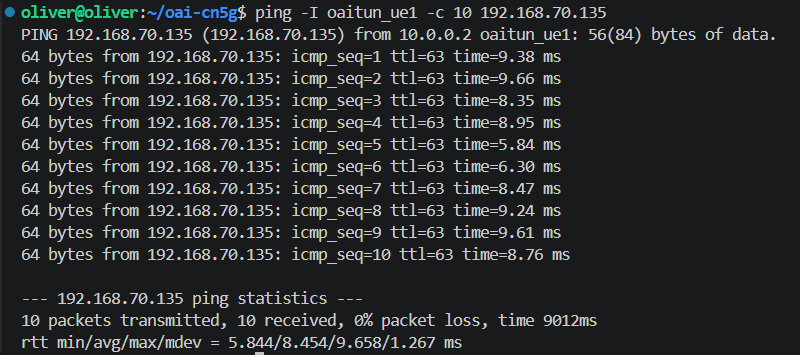 oliver@oliver:~/oai-cn5g$ ping -I oaitun_ue1 -c 10 192.168.70.135
PING 192.168.70.135 (192.168.70.135) from 10.0.0.2 oaitun_ue1: 56(84) bytes of data.
64 bytes from 192.168.70.135: icmp_seq=1 ttl=63 time=9.38 ms
64 bytes from 192.168.70.135: icmp_seq=2 ttl=63 time=9.66 ms
64 bytes from 192.168.70.135: icmp_seq=3 ttl=63 time=8.35 ms
64 bytes from 192.168.70.135: icmp_seq=4 ttl=63 time=8.95 ms
64 bytes from 192.168.70.135: icmp_seq=5 ttl=63 time=5.84 ms
64 bytes from 192.168.70.135: icmp_seq=6 ttl=63 time=6.30 ms
64 bytes from 192.168.70.135: icmp_seq=7 ttl=63 time=8.47 ms
64 bytes from 192.168.70.135: icmp_seq=8 ttl=63 time=9.24 ms
64 bytes from 192.168.70.135: icmp_seq=9 ttl=63 time=9.61 ms
64 bytes from 192.168.70.135: icmp_seq=10 ttl=63 time=8.76 ms
--- 192.168.70.135 ping statistics ---
10 packets transmitted, 10 received, 0% packet loss, time 9012ms
rtt min/avg/max/mdev = 5.844/8.454/9.658/1.267 ms